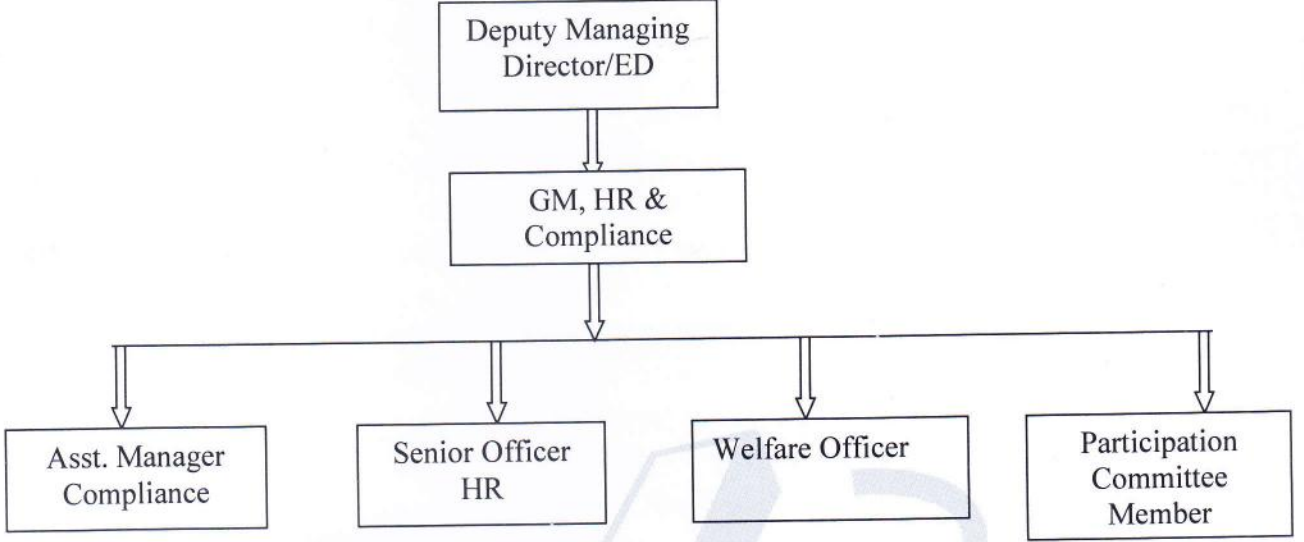 Deputy Managing
Director/ED
GM, HR &
Compliance
Asst. Manager
Compliance
Senior Officer
HR
Welfare Officer
Participation
Committee
Member